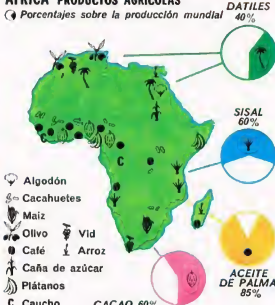 ÁFRICA PRODUCTOS AGRÍCOLAS
Porcentajes sobre la producción mundial
DATILES
40%
SISAL
60%
C
Algodón
Cacahuetes
Maíz
Olivo
Vid
Café
Arroz
Caña de azúcar
Plátanos
C Caucho
CACAO 60%
ACEITE
DE PALMA
85%